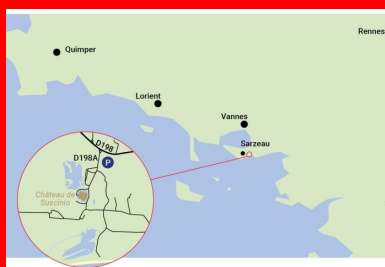 Rennes
Quimper
Lorient
Vannes
Sarzeau
D198
D198A
P
Château de
Suscinio